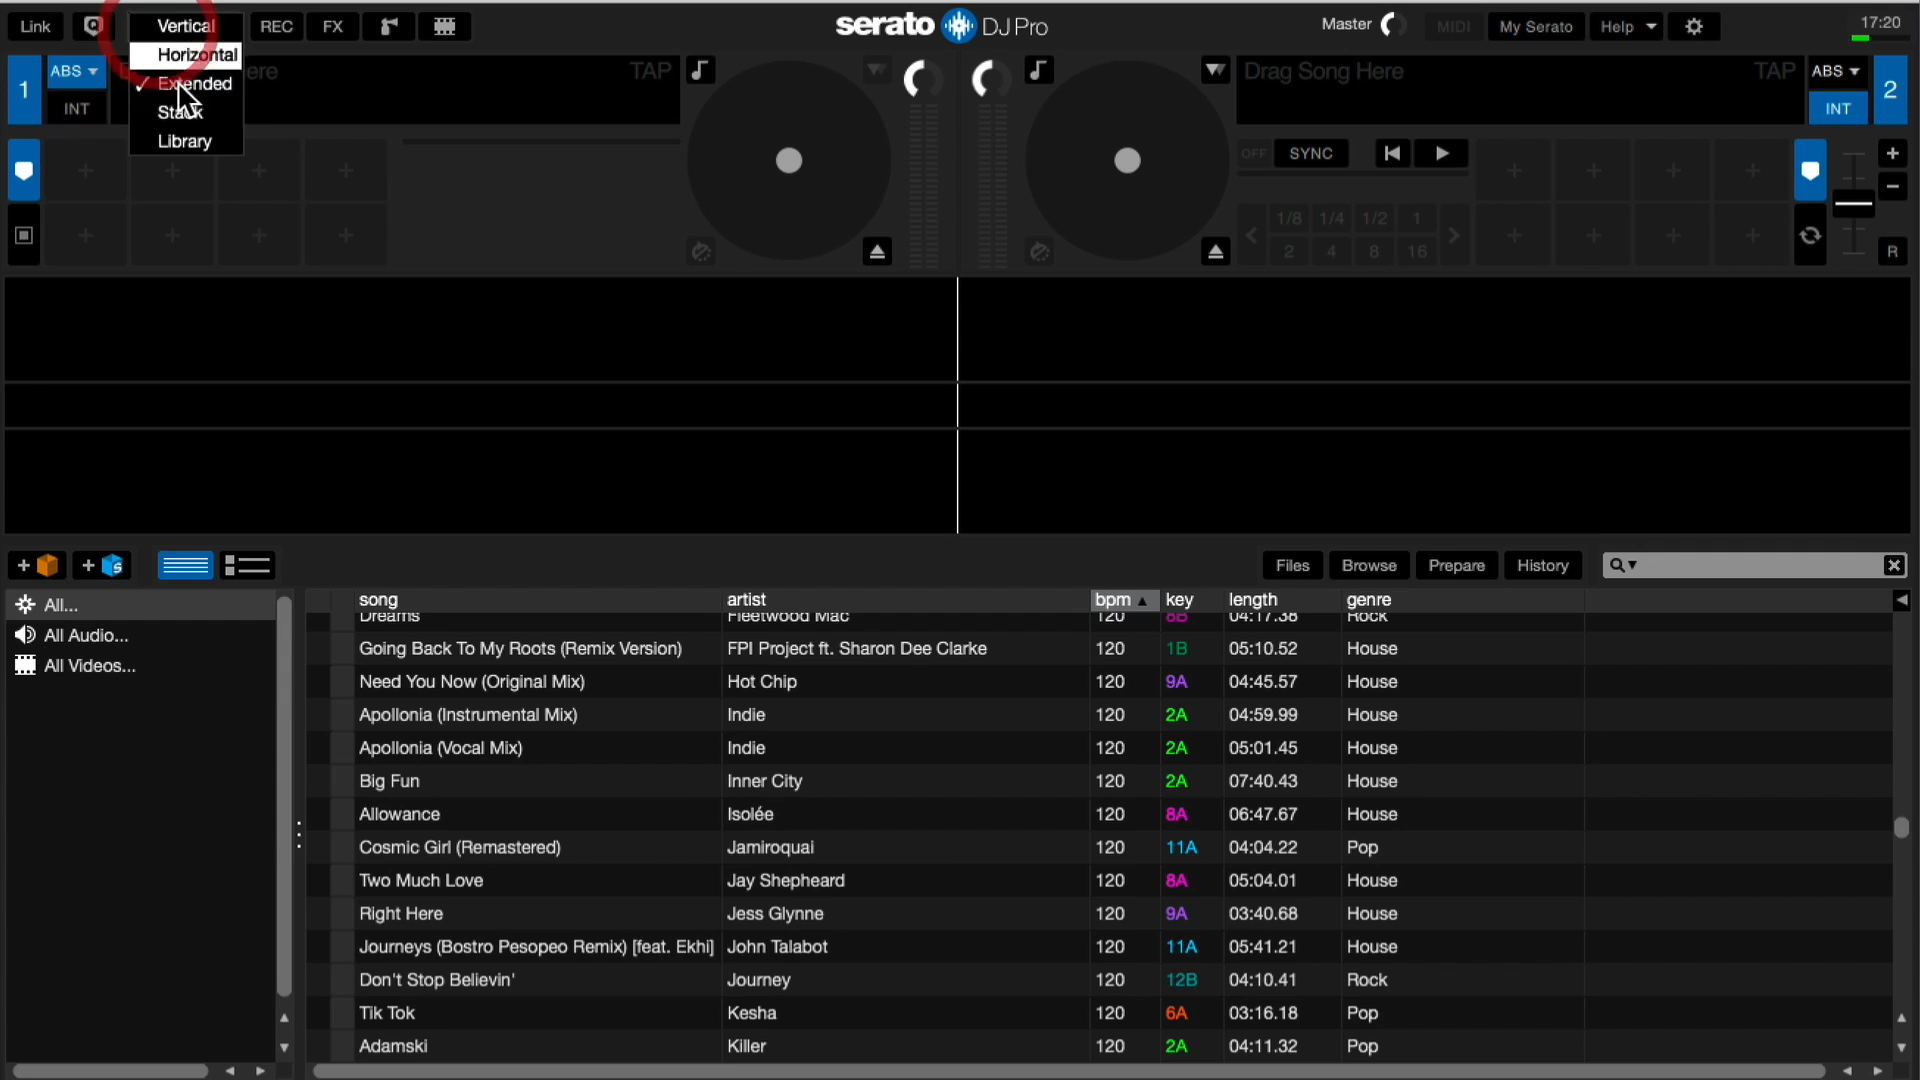 Link
Vertical
REC
FX
serato DJ Pro
Master
MIDI
My Serato
Help
17:20
Horizontal
✓ Extended
Stack
Library
1
ABS
INT
ere
TAP
Drag Song Here
TAP
ABS
INT
2
OFF
SYNC
1/8 1/4 1/2 1
2 4 8 16
R
Files
Browse
Prepare
History
All...
All Audio...
All Videos...
song artist bpm key length genre
Dreams Fleetwood Mac 120 8B 04:17.38 Rock
Going Back To My Roots (Remix Version) FPI Project ft. Sharon Dee Clarke 120 1B 05:10.52 House
Need You Now (Original Mix) Hot Chip 120 9A 04:45.57 House
Apollonia (Instrumental Mix) Indie 120 2A 04:59.99 House
Apollonia (Vocal Mix) Indie 120 2A 05:01.45 House
Big Fun Inner City 120 2A 07:40.43 House
Allowance Isolée 120 8A 06:47.67 House
Cosmic Girl (Remastered) Jamiroquai 120 11A 04:04.22 Pop
Two Much Love Jay Shepheard 120 8A 05:04.01 House
Right Here Jess Glynne 120 9A 03:40.68 House
Journeys (Bostro Pesopeo Remix) [feat. Ekhi] John Talabot 120 11A 05:41.21 House
Don't Stop Believin' Journey 120 12B 04:10.41 Rock
Tik Tok Kesha 120 6A 03:16.18 Pop
Adamski Killer 120 2A 04:11.32 Pop